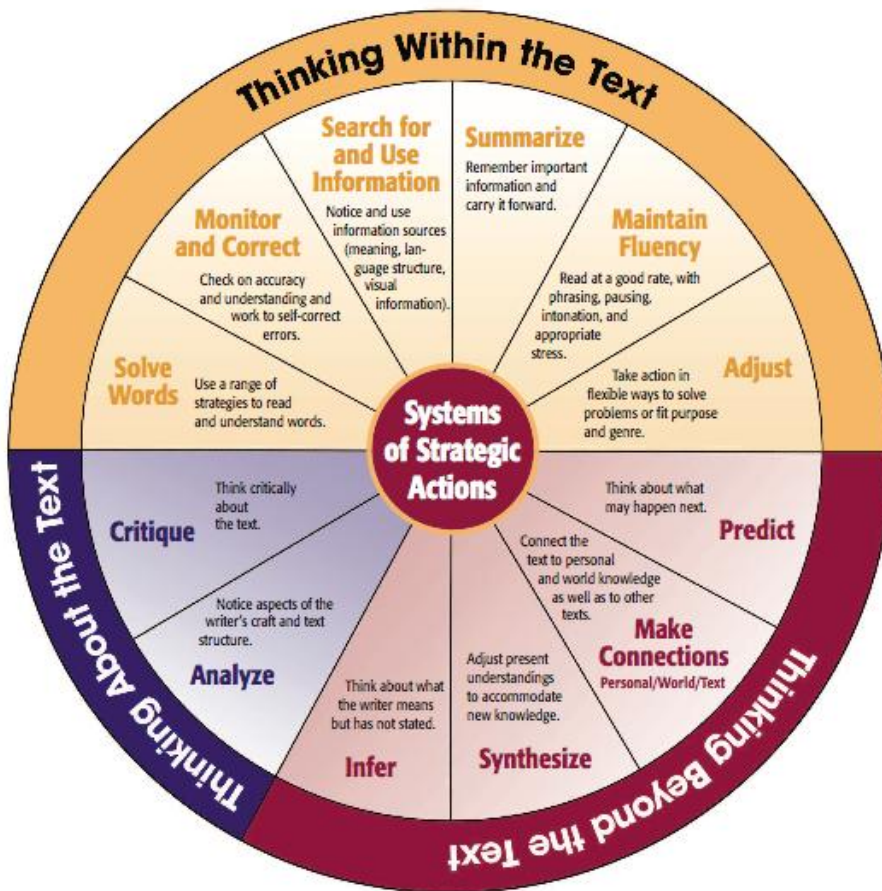 Thinking Within the Text
Search for
and Use
Information
Notice and use
information sources
(meaning, lan-
guage structure,
visual
information).
Summarize
Remember important
information and
carry it forward.
Monitor
and Correct
Check on accuracy
and understanding and
work to self-correct
errors.
Maintain
Fluency
Read at a good rate, with
phrasing, pausing,
intonation, and
appropriate
stress.
Solve
Words
Use a range of
strategies to read
and understand words.
Adjust
Take action in
flexible ways to solve
problems or fit purpose
and genre.
Systems
of Strategic
Actions
Thinking About the Text
Critique
Think critically
about
the text.
Notice aspects of the
writer's craft and text
structure.
Analyze
Thinking Beyond the Text
Think about what
may happen next.
Predict
Connect the
text to personal
and world knowledge
as well as to other
texts.
Make
Connections
Personal/World/Text
Adjust present
understandings
to accommodate
new knowledge.
Synthesize
Think about what
the writer means
but has not stated.
Infer